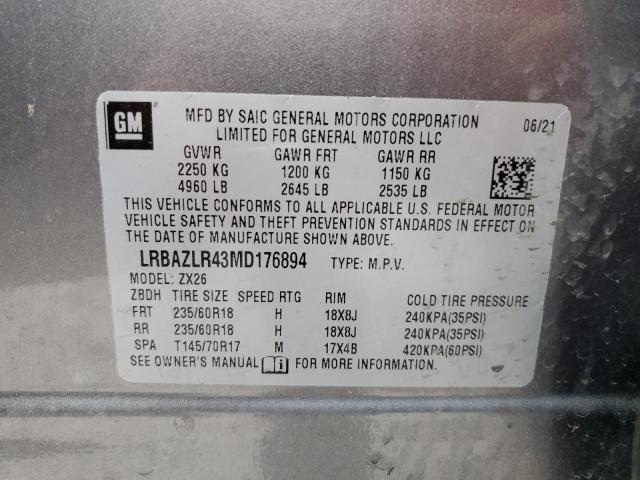 GM
MFD BY SAIC GENERAL MOTORS CORPORATION 06/21
LIMITED FOR GENERAL MOTORS LLC
GVWR GAWR FRT GAWR RR
2250 KG 1200 KG 1150 KG
4960 LB 2645 LB 2535 LB
THIS VEHICLE CONFORMS TO ALL APPLICABLE U.S. FEDERAL MOTOR
VEHICLE SAFETY AND THEFT PREVENTION STANDARDS IN EFFECT ON
THE DATE OF MANUFACTURE SHOWN ABOVE.
LRBAZLR43MD176894 TYPE: M.P.V.
MODEL: ZX26
ZBDH TIRE SIZE SPEED RTG RIM COLD TIRE PRESSURE
FRT 235/60R18 H 18X8J 240KPA(35PSI)
RR 235/60R18 H 18X8J 240KPA(35PSI)
SPA T145/70R17 M 17X4B 420KPA(60PSI)
SEE OWNER'S MANUAL i FOR MORE INFORMATION.